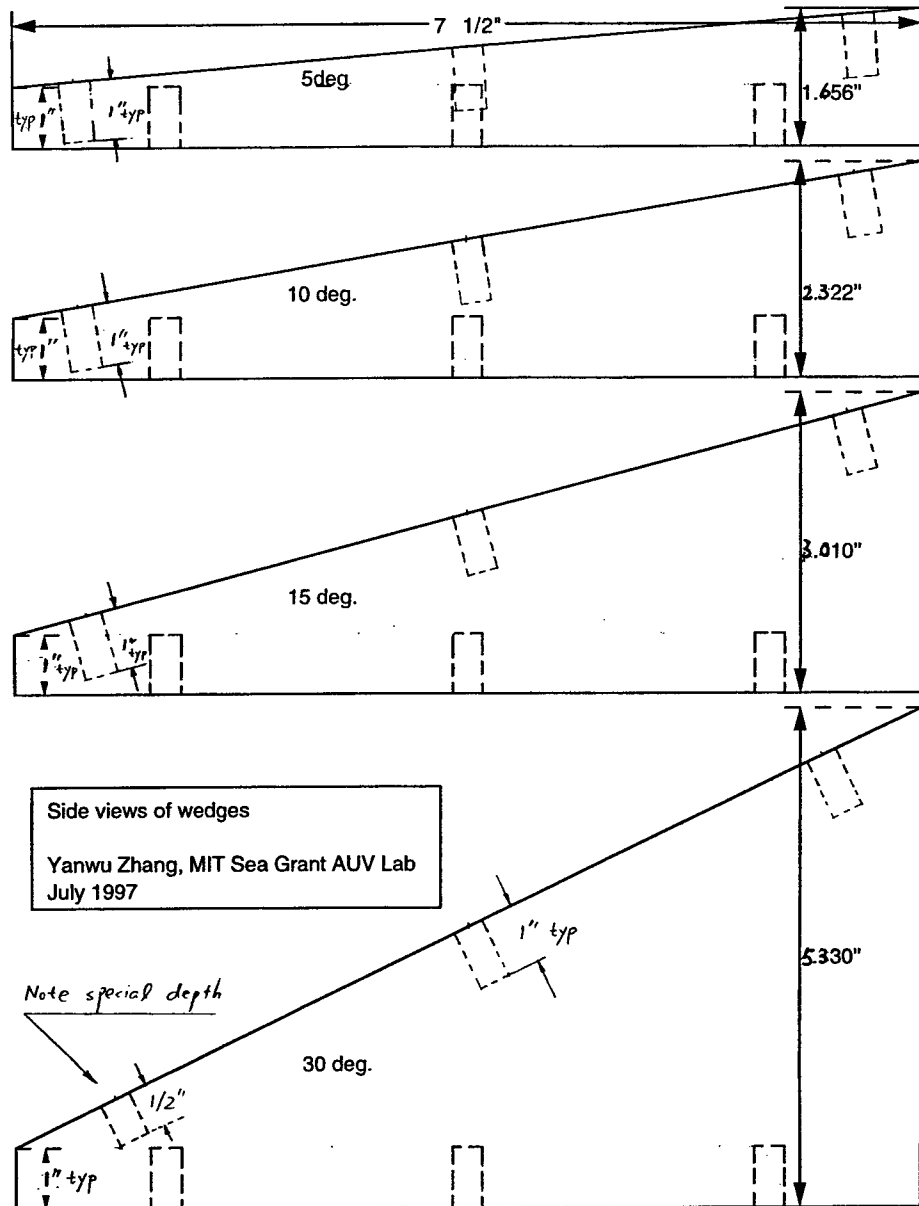 7 1/2"
5deg
typ 1"
1" typ
1.656"
10 deg.
typ 1"
1" typ
2.322"
15 deg.
1" typ
1" typ
3.010"
Side views of wedges
Yanwu Zhang, MIT Sea Grant AUV Lab
July 1997
1" typ
5.330"
Note special depth
30 deg.
1/2"
1" typ